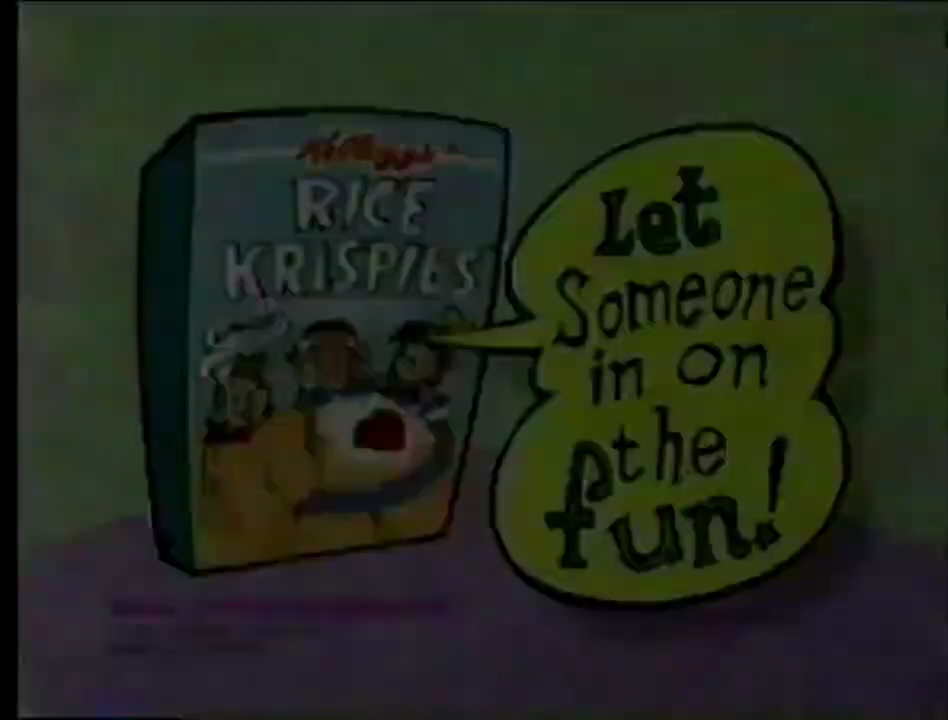 Kellogg's
RICE
KRISPIES
Let
Someone
in on
the
fun!